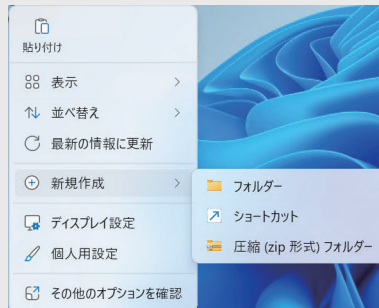 貼り付け
表示
並べ替え
最新の情報に更新
新規作成
フォルダー
ショートカット
圧縮 (zip 形式) フォルダー
ディスプレイ設定
個人用設定
その他のオプションを確認